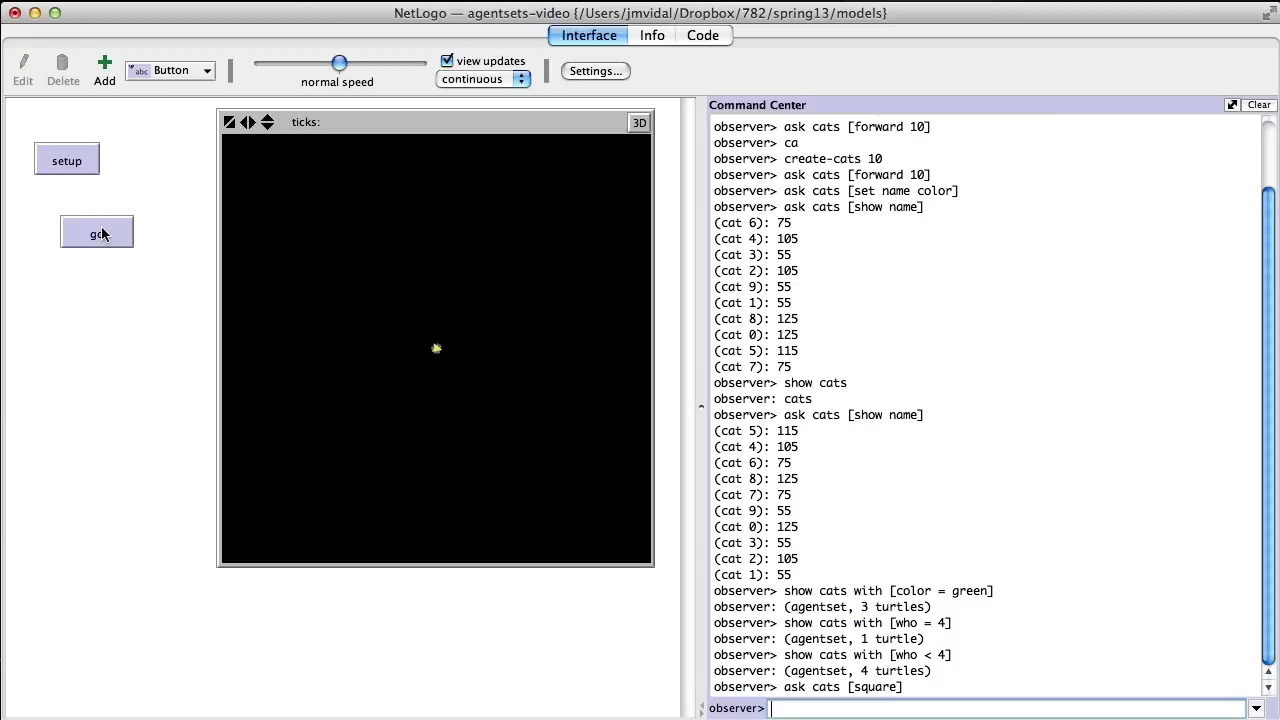 NetLogo — agentsets-video {/Users/jmvidal/Dropbox/782/spring13/models}
Interface Info Code
Edit Delete Add abc Button normal speed view updates continuous Settings...
ticks: 3D
setup
go
Command Center Clear
observer> ask cats [forward 10]
observer> ca
observer> create-cats 10
observer> ask cats [forward 10]
observer> ask cats [set name color]
observer> ask cats [show name]
(cat 6): 75
(cat 4): 105
(cat 3): 55
(cat 2): 105
(cat 9): 55
(cat 1): 55
(cat 8): 125
(cat 0): 125
(cat 5): 115
(cat 7): 75
observer> show cats
observer: cats
observer> ask cats [show name]
(cat 5): 115
(cat 4): 105
(cat 6): 75
(cat 8): 125
(cat 7): 75
(cat 9): 55
(cat 0): 125
(cat 3): 55
(cat 2): 105
(cat 1): 55
observer> show cats with [color = green]
observer: (agentset, 3 turtles)
observer> show cats with [who = 4]
observer: (agentset, 1 turtle)
observer> show cats with [who < 4]
observer: (agentset, 4 turtles)
observer> ask cats [square]
observer>